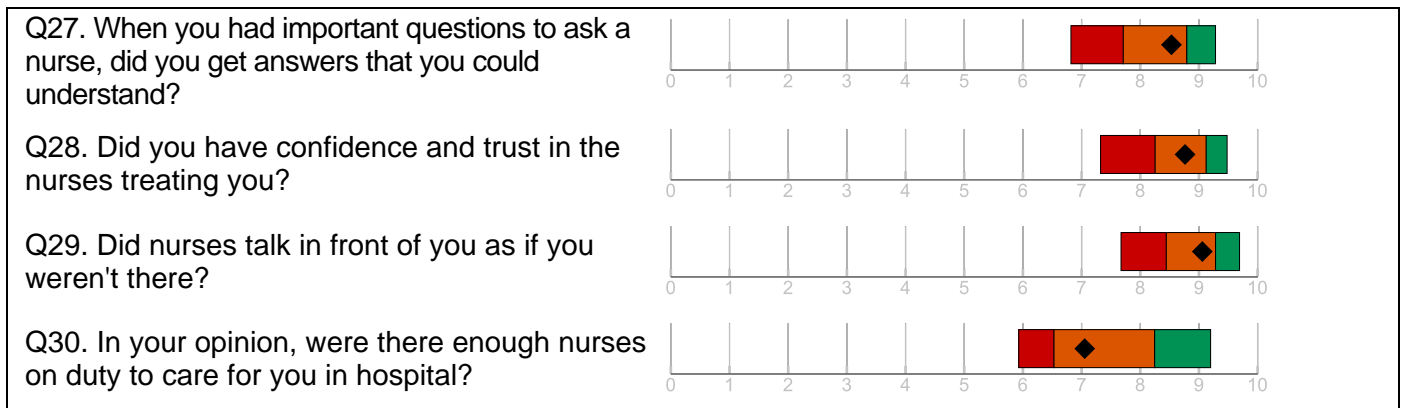 Q27. When you had important questions to ask a
nurse, did you get answers that you could
understand?
0 1 2 3 4 5 6 7 8 9 10
Q28. Did you have confidence and trust in the
nurses treating you?
0 1 2 3 4 5 6 7 8 9 10
Q29. Did nurses talk in front of you as if you
weren't there?
0 1 2 3 4 5 6 7 8 9 10
Q30. In your opinion, were there enough nurses
on duty to care for you in hospital?
0 1 2 3 4 5 6 7 8 9 10